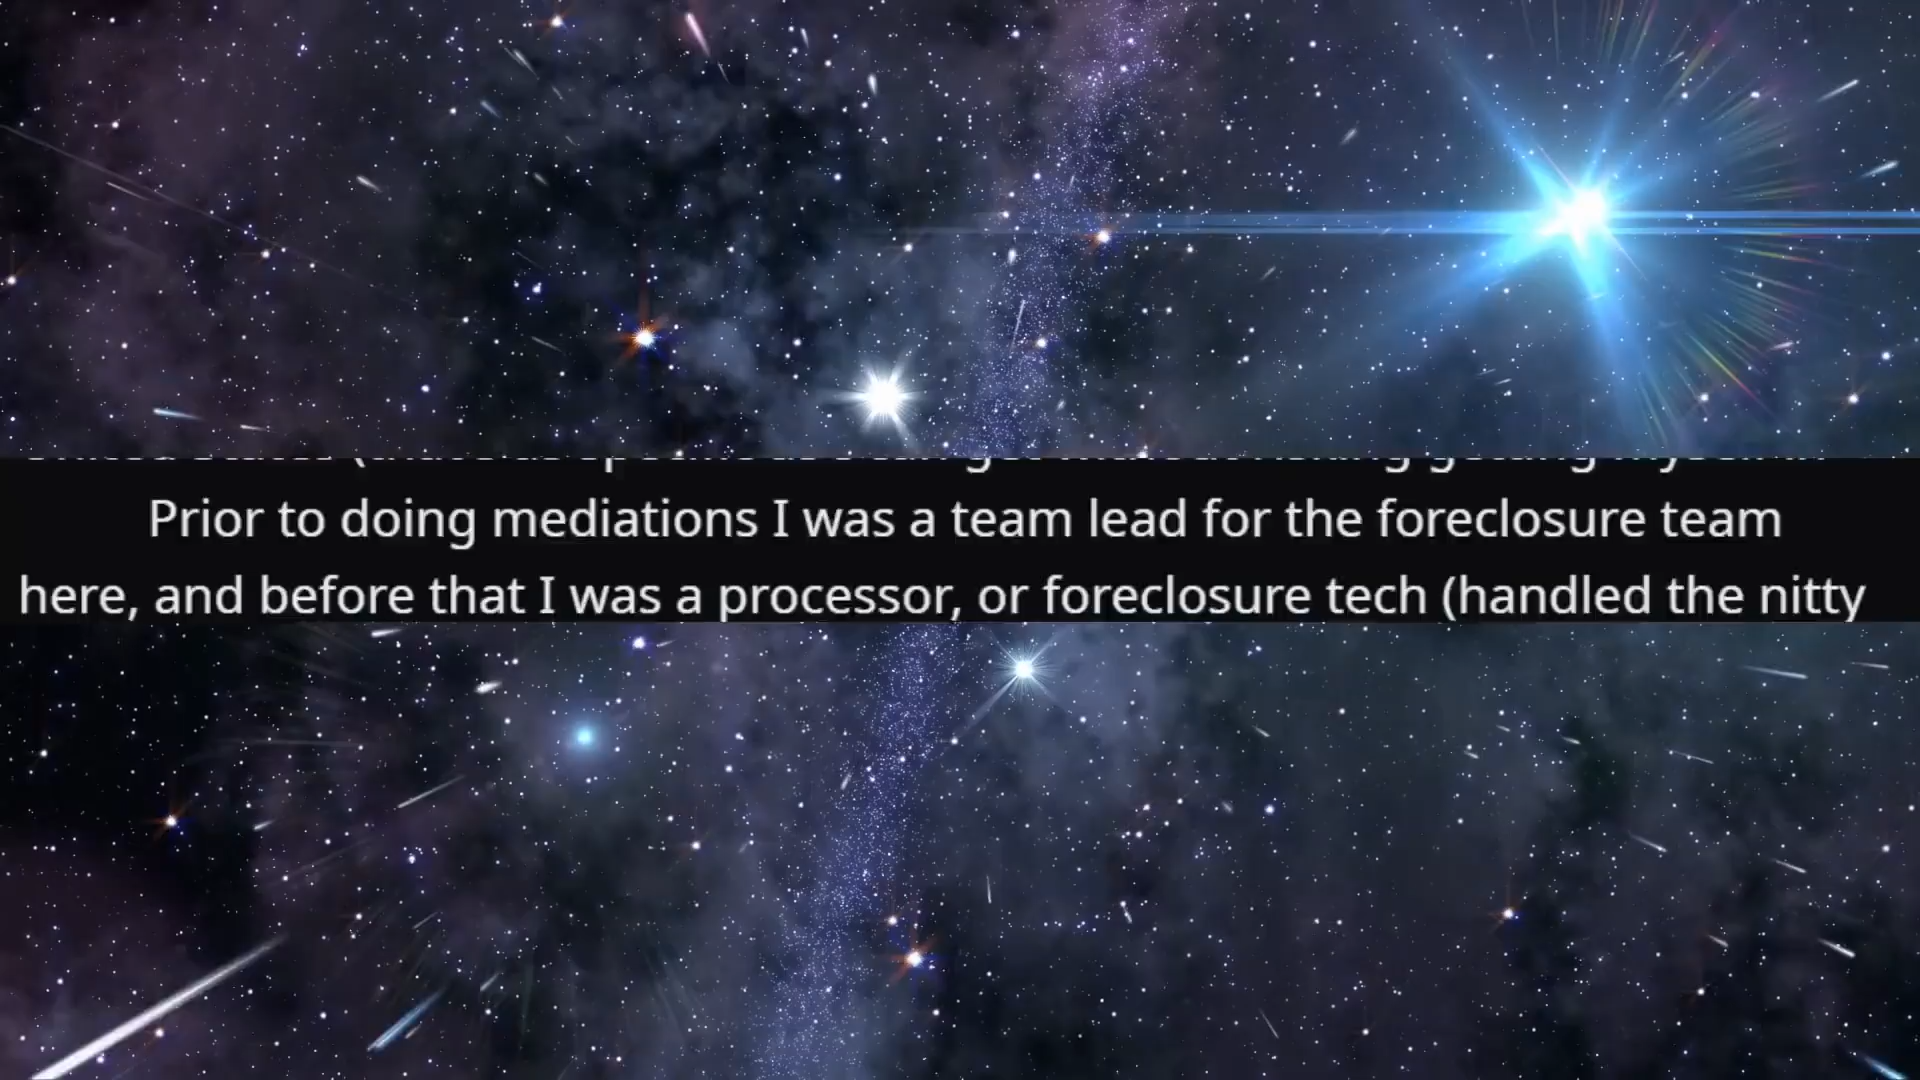 Prior to doing mediations I was a team lead for the foreclosure team
here, and before that I was a processor, or foreclosure tech (handled the nitty